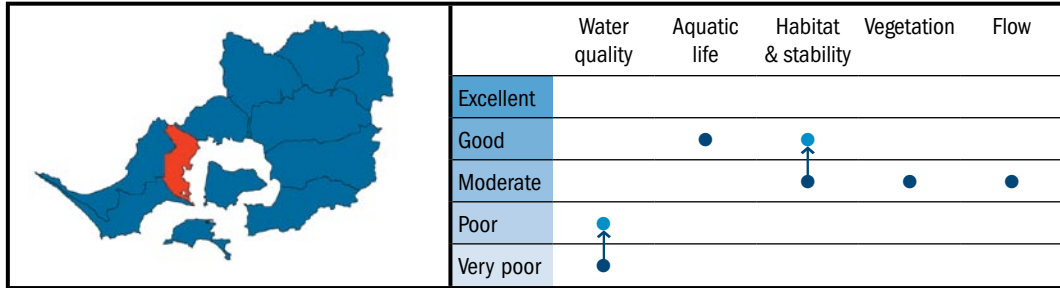 Water quality
Aquatic life
Habitat & stability
Vegetation
Flow
Excellent
Good
Moderate
Poor
Very poor